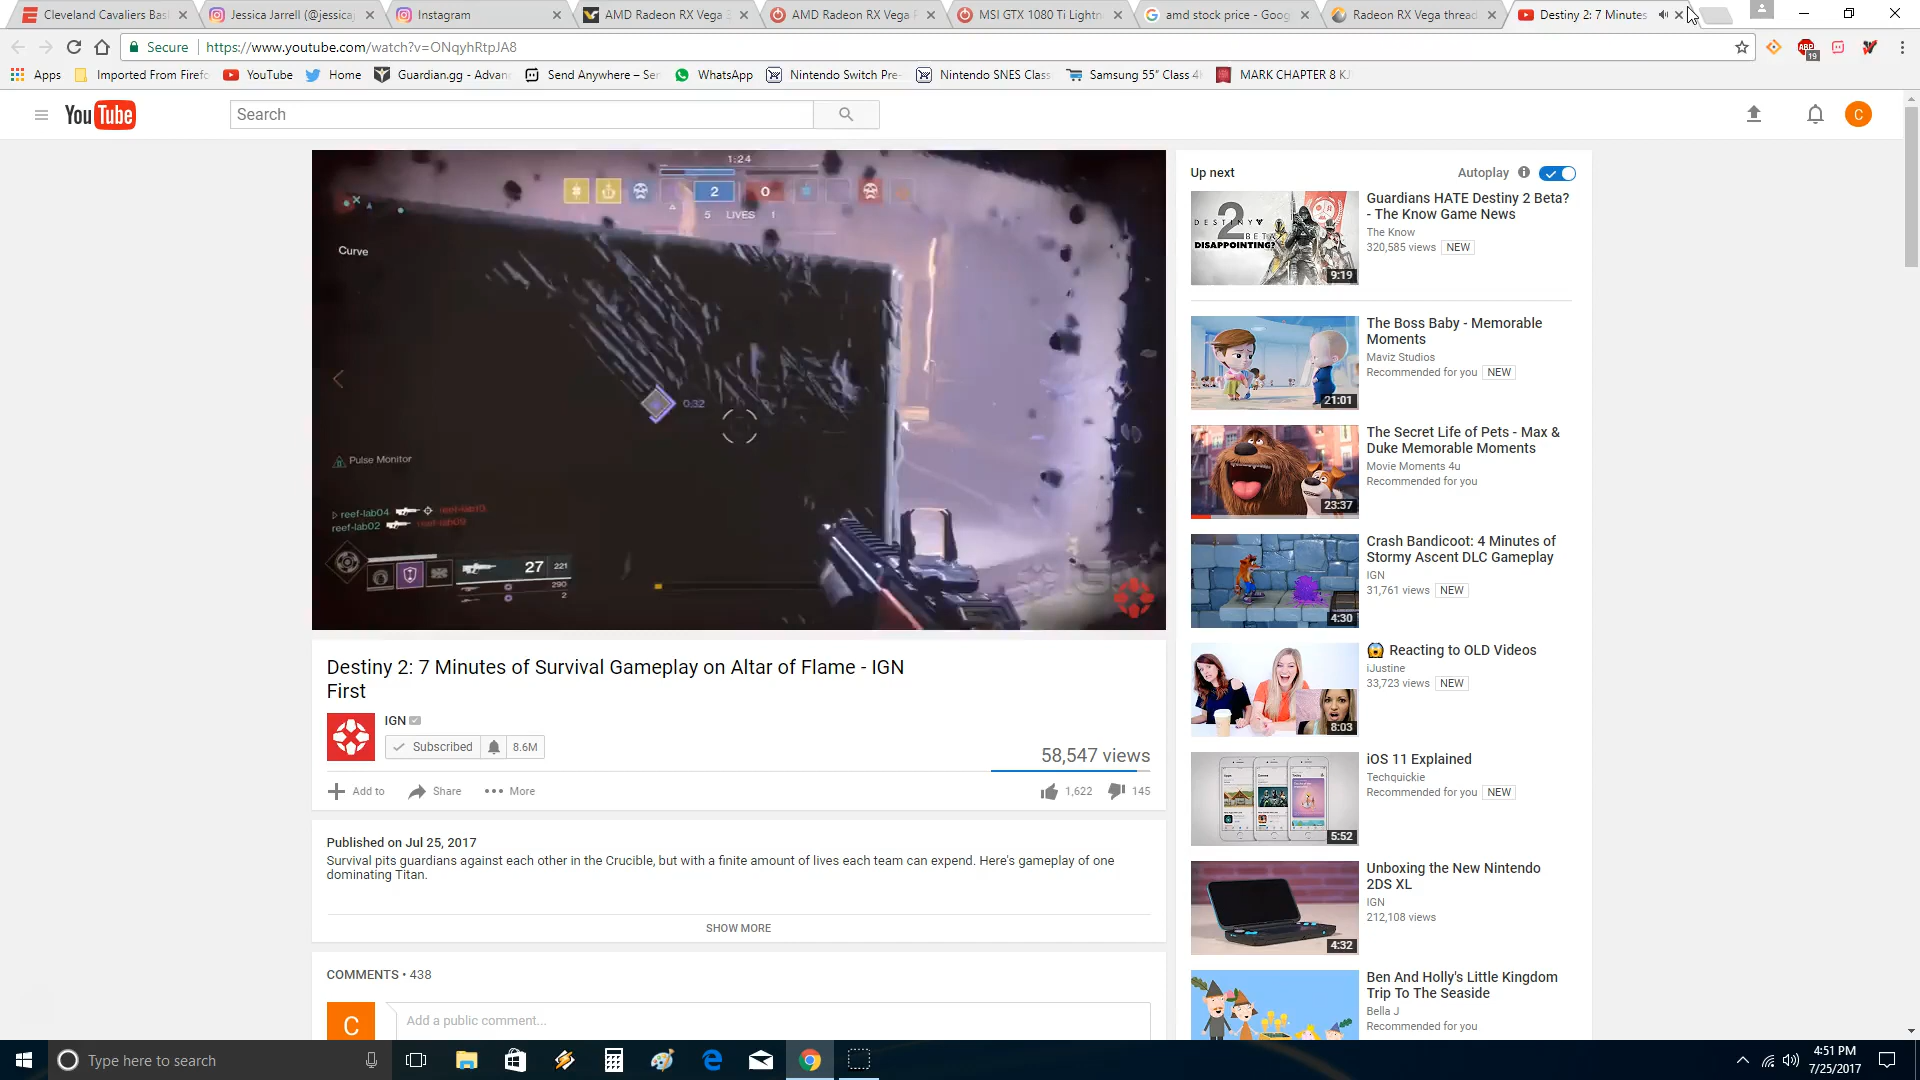 Cleveland Cavaliers Bas
Jessica Jarrell (@jessica
Instagram
AMD Radeon RX Vega
AMD Radeon RX Vega
MSI GTX 1080 Ti Lightn
amd stock price - Goog
Radeon RX Vega thread
Destiny 2: 7 Minutes
Secure
https://www.youtube.com/watch?v=ONqyhRtpJA8
ABP
19
Apps
Imported From Firefo
YouTube
Home
Guardian.gg - Advan
Send Anywhere – Sen
WhatsApp
Nintendo Switch Pre-
Nintendo SNES Class
Samsung 55" Class 4
MARK CHAPTER 8 KJ
YouTube
Search
C
1:24
2
0
5 LIVES 1
Curve
0:32
Pulse Monitor
reef-lab04
reef-lab02
27
221
290
2
Destiny 2: 7 Minutes of Survival Gameplay on Altar of Flame - IGN
First
IGN
Subscribed
8.6M
58,547 views
Add to
Share
More
1,622
145
Published on Jul 25, 2017
Survival pits guardians against each other in the Crucible, but with a finite amount of lives each team can expend. Here's gameplay of one
dominating Titan.
SHOW MORE
COMMENTS • 438
C
Add a public comment...
Up next
Autoplay
DESTINY
2
BETA
DISAPPOINTING?
9:19
Guardians HATE Destiny 2 Beta?
- The Know Game News
The Know
320,585 views NEW
21:01
The Boss Baby - Memorable
Moments
Maviz Studios
Recommended for you NEW
23:37
The Secret Life of Pets - Max &
Duke Memorable Moments
Movie Moments 4u
Recommended for you
4:30
Crash Bandicoot: 4 Minutes of
Stormy Ascent DLC Gameplay
IGN
31,761 views NEW
8:03
😱 Reacting to OLD Videos
iJustine
33,723 views NEW
5:52
iOS 11 Explained
Techquickie
Recommended for you NEW
4:32
Unboxing the New Nintendo
2DS XL
IGN
212,108 views
Ben And Holly's Little Kingdom
Trip To The Seaside
Bella J
Recommended for you
Type here to search
4:51 PM
7/25/2017